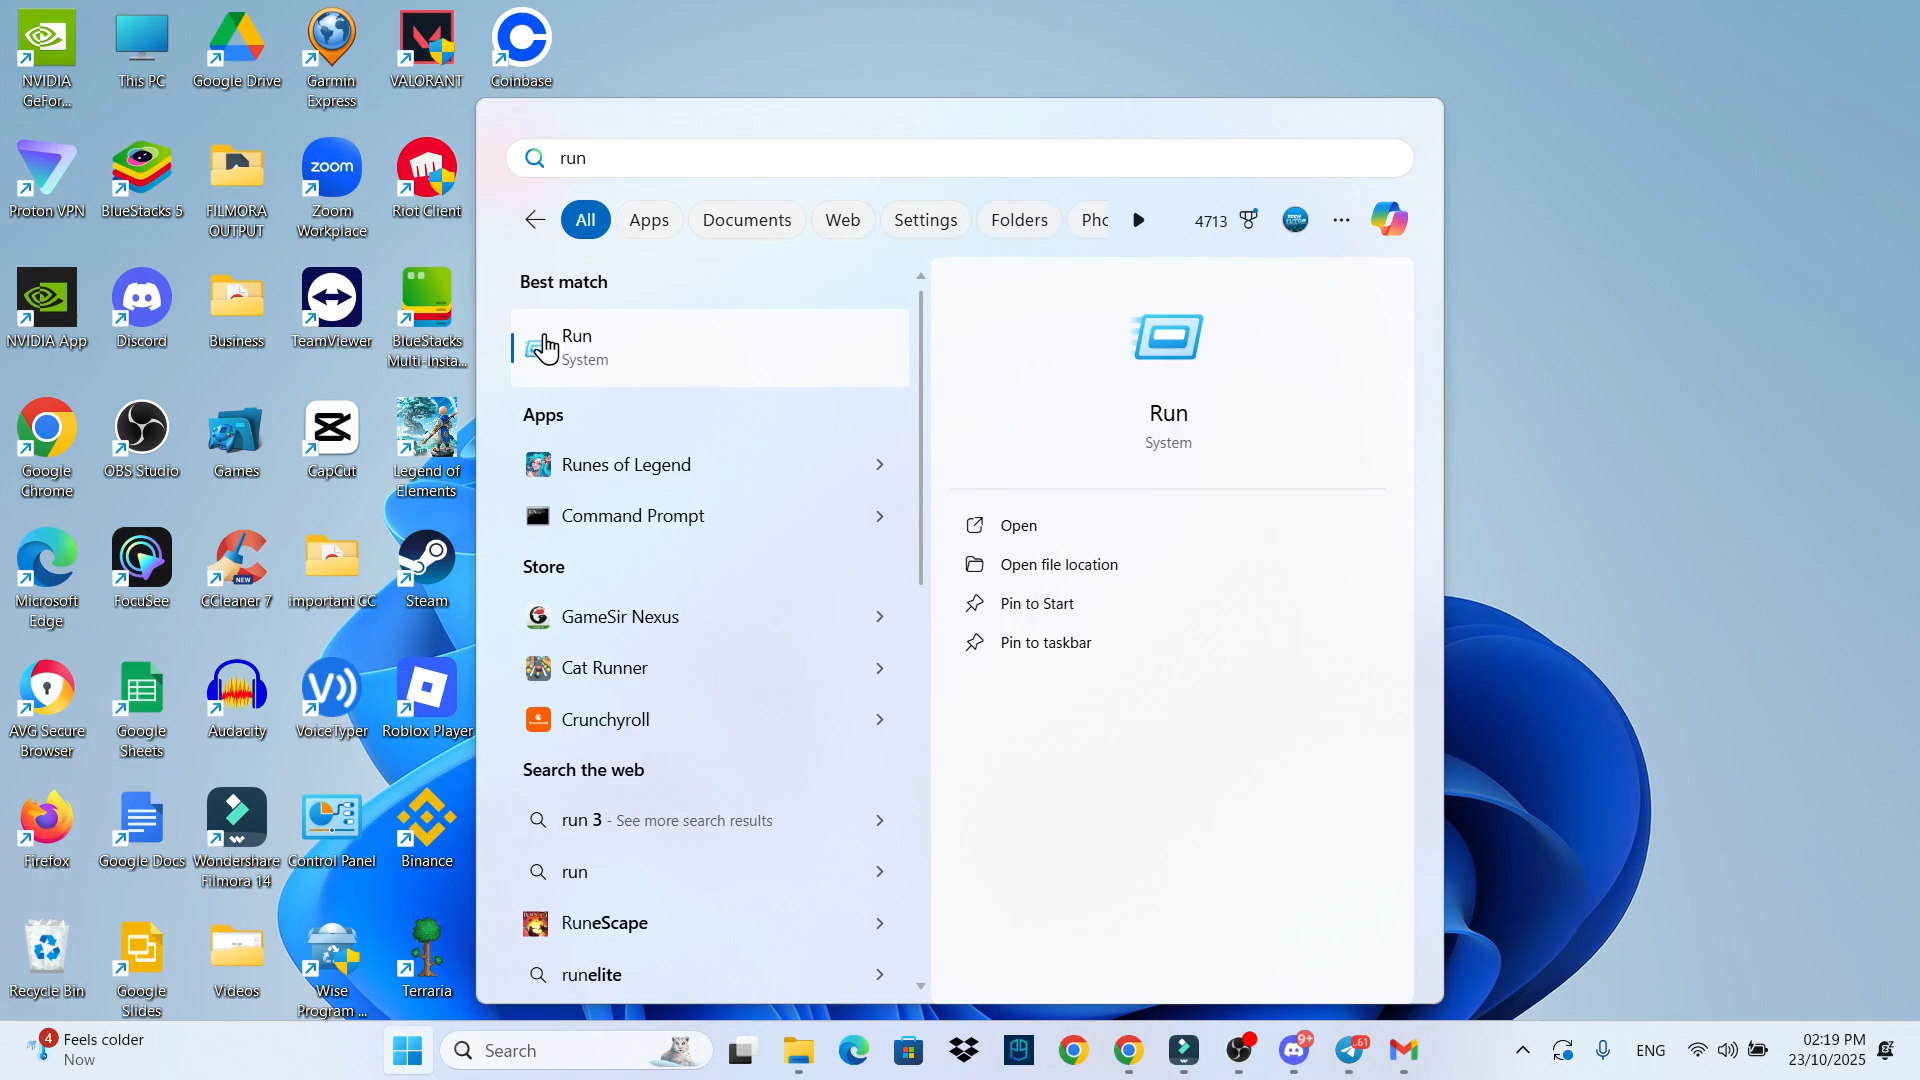 NVIDIA
GeFor...
This PC
Google Drive
Garmin
Express
VALORANT
Coinbase
Proton VPN
BlueStacks 5
FILMORA
OUTPUT
zoom
Zoom
Workplace
Riot Client
NVIDIA App
Discord
Business
TeamViewer
BlueStacks
Multi-Insta...
Google
Chrome
OBS Studio
Games
CapCut
Legend of
Elements
Microsoft
Edge
FocuSee
NEW
CCleaner 7
important CC
Steam
AVG Secure
Browser
Google
Sheets
Audacity
VoiceTyper
Roblox Player
Firefox
Google Docs
Wondershare
Filmora 14
Control Panel
Binance
Recycle Bin
Google
Slides
Videos
Wise
Program ...
Terraria
run
All
Apps
Documents
Web
Settings
Folders
Pho
4713
Best match
Run
System
Apps
Runes of Legend
Command Prompt
Store
GameSir Nexus
Cat Runner
Crunchyroll
Search the web
run 3 - See more search results
run
RuneScape
runelite
Run
System
Open
Open file location
Pin to Start
Pin to taskbar
4
Feels colder
Now
Search
9+
61
ENG
02:19 PM
23/10/2025